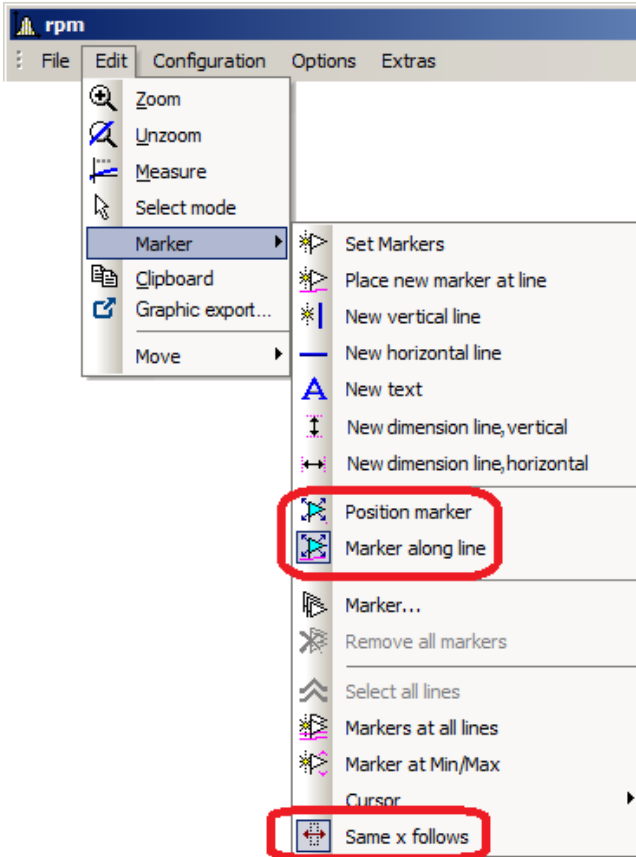 rpm
File Edit Configuration Options Extras
Zoom
Unzoom
Measure
Select mode
Marker
Clipboard
Graphic export...
Move
Set Markers
Place new marker at line
New vertical line
New horizontal line
A New text
New dimension line,vertical
New dimension line,horizontal
Position marker
Marker along line
Marker...
Remove all markers
Select all lines
Markers at all lines
Marker at Min/Max
Cursor
Same x follows